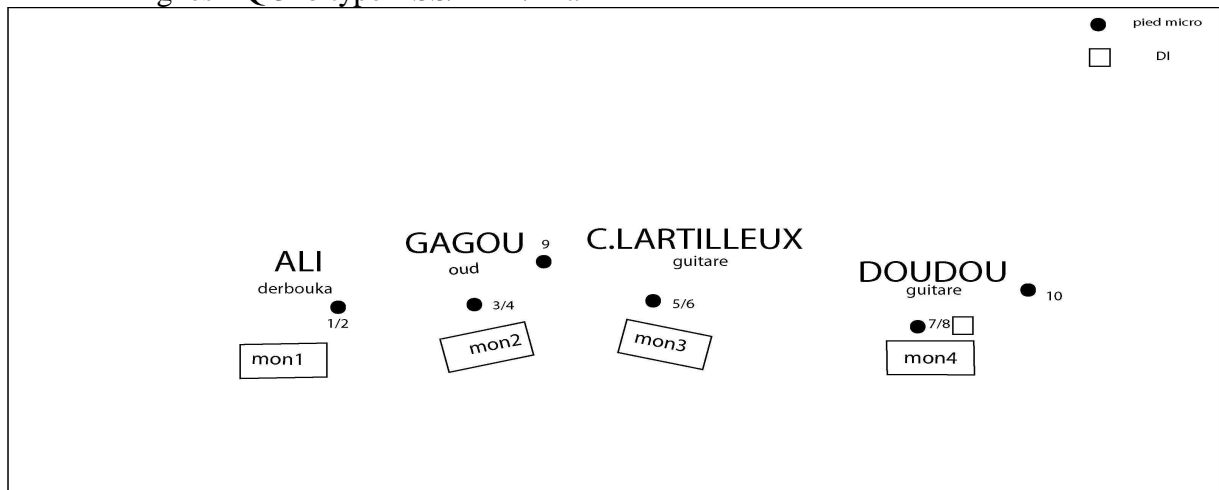 pied micro
DI
GAGOU
9
oud
C.LARTILLEUX
guitare
ALI
derbouka
DOUDOU
guitare
10
1/2
3/4
5/6
7/8
mon1
mon2
mon3
mon4